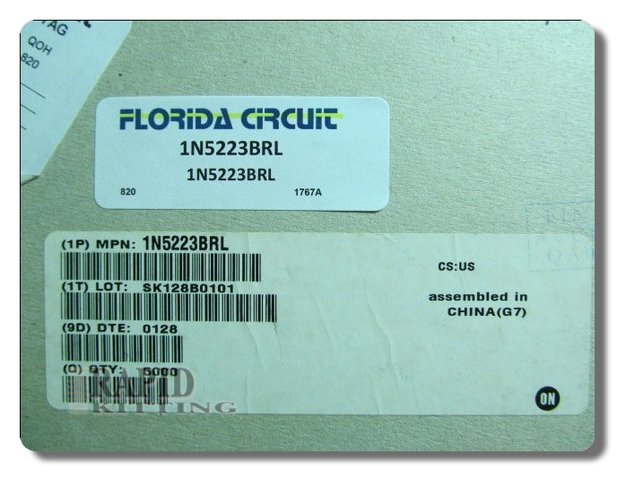 TAG
QOH
820
FLORIDA CIRCUIT
1N5223BRL
1N5223BRL
820 1767A
(1P) MPN: 1N5223BRL
(1T) LOT: SK128B0101
(9D) DTE: 0128
(Q) QTY: 5000
CS:US
assembled in
CHINA(G7)
ON
RAPID
KITTING